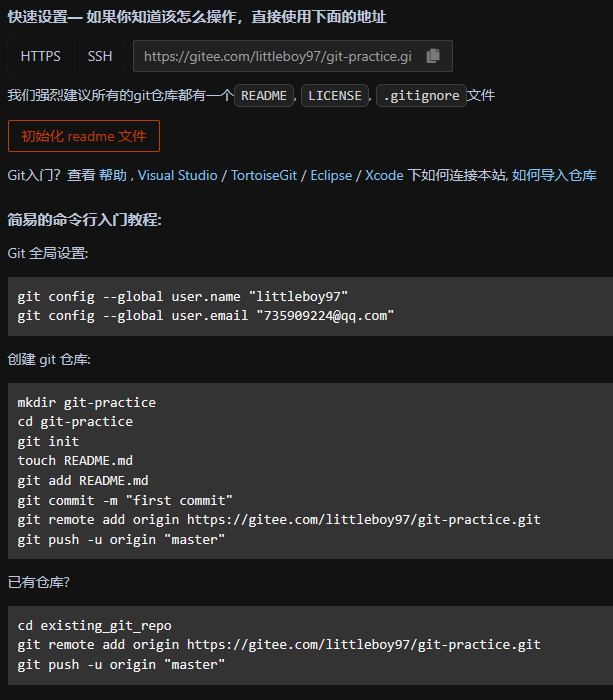 快速设置— 如果你知道该怎么操作，直接使用下面的地址
HTTPS SSH https://gitee.com/littleboy97/git-practice.gi
我们强烈建议所有的git仓库都有一个 README, LICENSE, .gitignore文件
初始化 readme 文件
Git入门？查看 帮助 , Visual Studio / TortoiseGit / Eclipse / Xcode 下如何连接本站, 如何导入仓库
简易的命令行入门教程:
Git 全局设置:
git config --global user.name "littleboy97"
git config --global user.email "735909224@qq.com"
创建 git 仓库:
mkdir git-practice
cd git-practice
git init
touch README.md
git add README.md
git commit -m "first commit"
git remote add origin https://gitee.com/littleboy97/git-practice.git
git push -u origin "master"
已有仓库?
cd existing_git_repo
git remote add origin https://gitee.com/littleboy97/git-practice.git
git push -u origin "master"